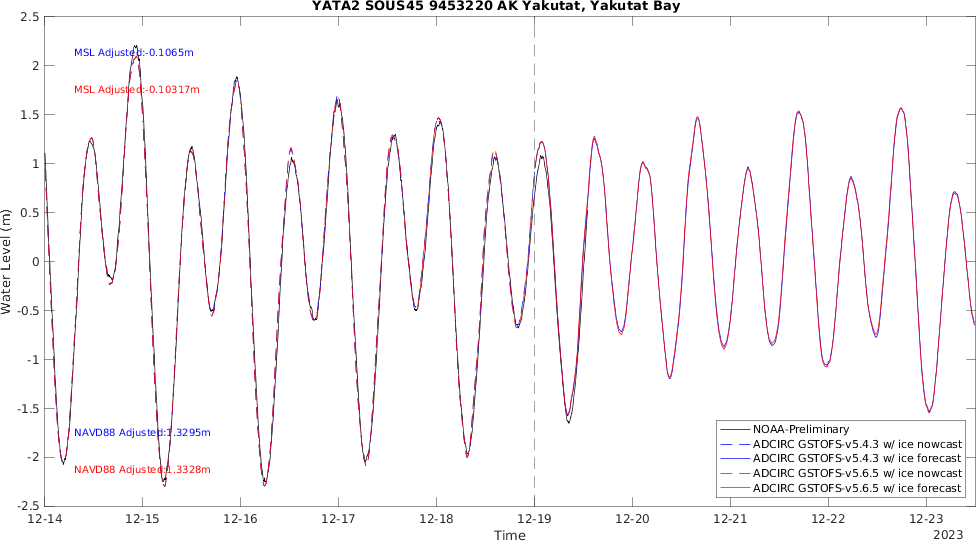 YATA2 SOUS45 9453220 AK Yakutat, Yakutat Bay
Water Level (m)
2.5
2
1.5
1
0.5
0
-0.5
-1
-1.5
-2
-2.5
MSL Adjusted:-0.1065m
MSL Adjusted:-0.10317m
NAVD88 Adjusted:1.3295m
NAVD88 Adjusted:1.3328m
NOAA-Preliminary
ADCIRC GSTOFS-v5.4.3 w/ ice nowcast
ADCIRC GSTOFS-v5.4.3 w/ ice forecast
ADCIRC GSTOFS-v5.6.5 w/ ice nowcast
ADCIRC GSTOFS-v5.6.5 w/ ice forecast
12-14 12-15 12-16 12-17 12-18 12-19 12-20 12-21 12-22 12-23
Time
2023